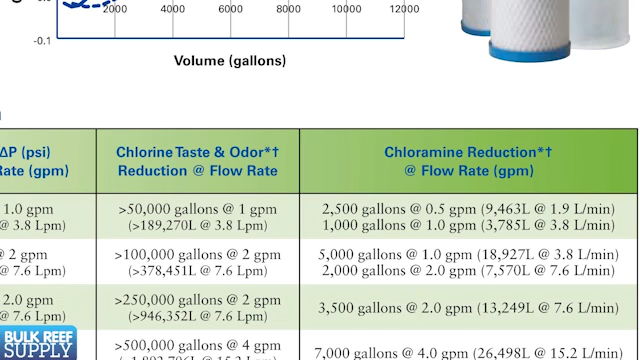 2000 4000 6000 8000 10000 12000
-0.1
Volume (gallons)
ΔP (psi)
Rate (gpm)
Chlorine Taste & Odor*†
Reduction @ Flow Rate
Chloramine Reduction*†
@ Flow Rate (gpm)
1.0 gpm
@ 3.8 Lpm)
>50,000 gallons @ 1 gpm
(>189,270L @ 3.8 Lpm)
2,500 gallons @ 0.5 gpm (9,463L @ 1.9 L/min)
1,000 gallons @ 1.0 gpm (3,785L @ 3.8 L/min)
@ 2 gpm
@ 7.6 Lpm)
>100,000 gallons @ 2 gpm
(>378,451L @ 7.6 Lpm)
5,000 gallons @ 1.0 gpm (18,927L @ 3.8 L/min)
2,000 gallons @ 2.0 gpm (7,570L @ 7.6 L/min)
2.0 gpm
@ 7.6 Lpm)
>250,000 gallons @ 2 gpm
(>946,352L @ 7.6 Lpm)
3,500 gallons @ 2.0 gpm (13,249L @ 7.6 L/min)
>500,000 gallons @ 4 gpm
7,000 gallons @ 4.0 gpm (26,498L @ 15.2 L/min)
BULK REEF
SUPPLY